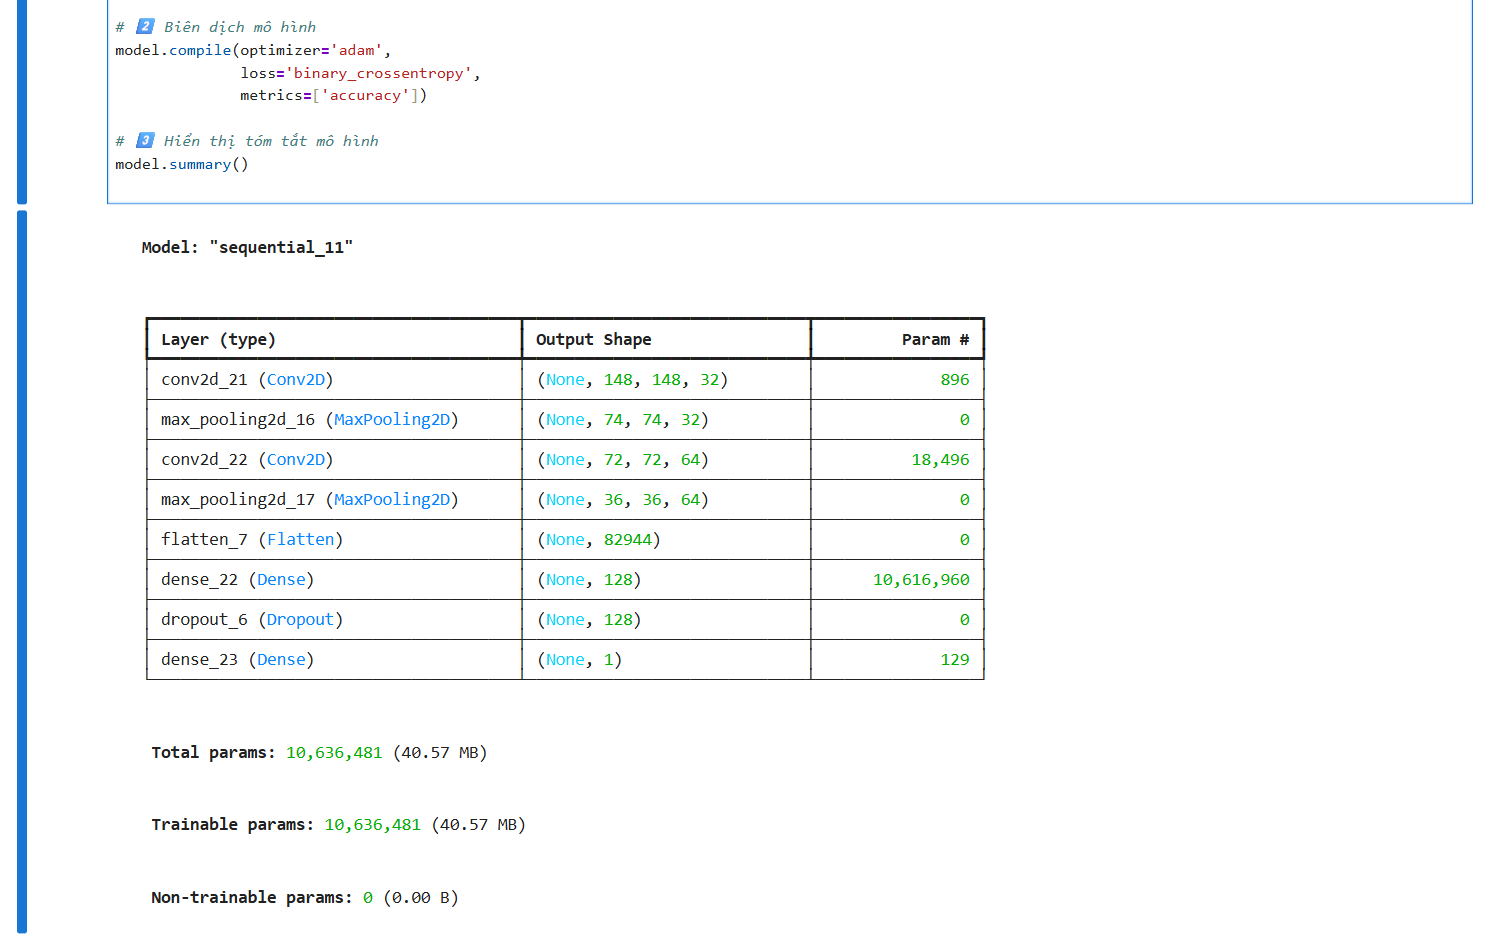 # 2️⃣ Biên dịch mô hình
model.compile(optimizer='adam',
loss='binary_crossentropy',
metrics=['accuracy'])
# 3️⃣ Hiển thị tóm tắt mô hình
model.summary()
Model: "sequential_11"
Layer (type) Output Shape Param #
conv2d_21 (Conv2D) (None, 148, 148, 32) 896
max_pooling2d_16 (MaxPooling2D) (None, 74, 74, 32) 0
conv2d_22 (Conv2D) (None, 72, 72, 64) 18,496
max_pooling2d_17 (MaxPooling2D) (None, 36, 36, 64) 0
flatten_7 (Flatten) (None, 82944) 0
dense_22 (Dense) (None, 128) 10,616,960
dropout_6 (Dropout) (None, 128) 0
dense_23 (Dense) (None, 1) 129
Total params: 10,636,481 (40.57 MB)
Trainable params: 10,636,481 (40.57 MB)
Non-trainable params: 0 (0.00 B)